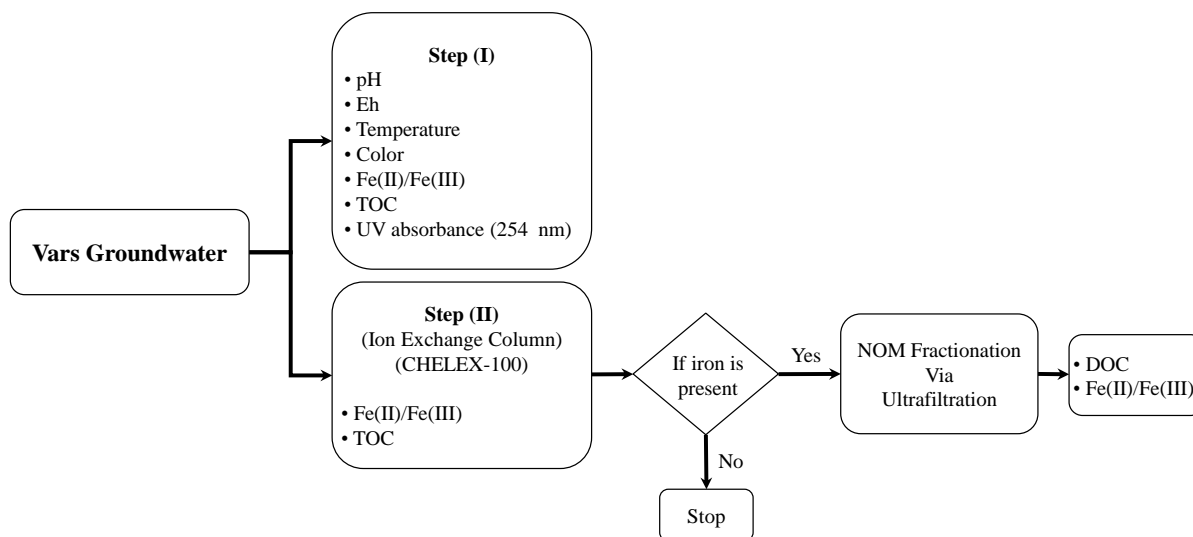 Vars Groundwater
Step (I)
• pH
• Eh
• Temperature
• Color
• Fe(II)/Fe(III)
• TOC
• UV absorbance (254 nm)
Step (II)
(Ion Exchange Column)
(CHELEX-100)
• Fe(II)/Fe(III)
• TOC
If iron is
present
Yes
No
Stop
NOM Fractionation
Via
Ultrafiltration
• DOC
• Fe(II)/Fe(III)